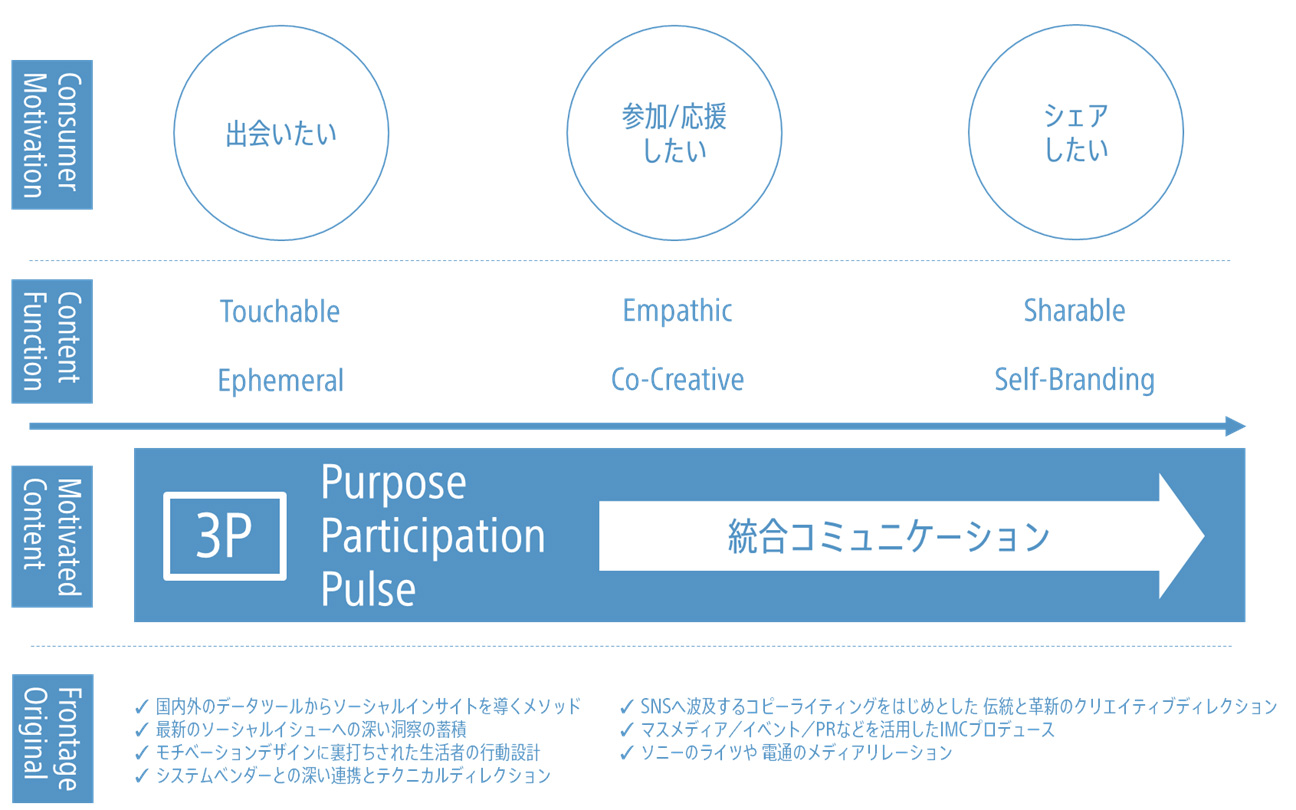 Consumer
Motivation
出会いたい
参加/応援
したい
シェア
したい
Content
Function
Touchable
Empathic
Sharable
Ephemeral
Co-Creative
Self-Branding
Motivated
Content
3P
Purpose
Participation
Pulse
統合コミュニケーション
Frontage
Original
✓ 国内外のデータツールからソーシャルインサイトを導くメソッド
✓ 最新のソーシャルイシューへの深い洞察の蓄積
✓ モチベーションデザインに裏打ちされた生活者の行動設計
✓ システムベンダーとの深い連携とテクニカルディレクション
✓ SNSへ波及するコピーライティングをはじめとした 伝統と革新のクリエイティブディレクション
✓ マスメディア／イベント／PRなどを活用したIMCプロデュース
✓ ソニーのライツや 電通のメディアリレーション